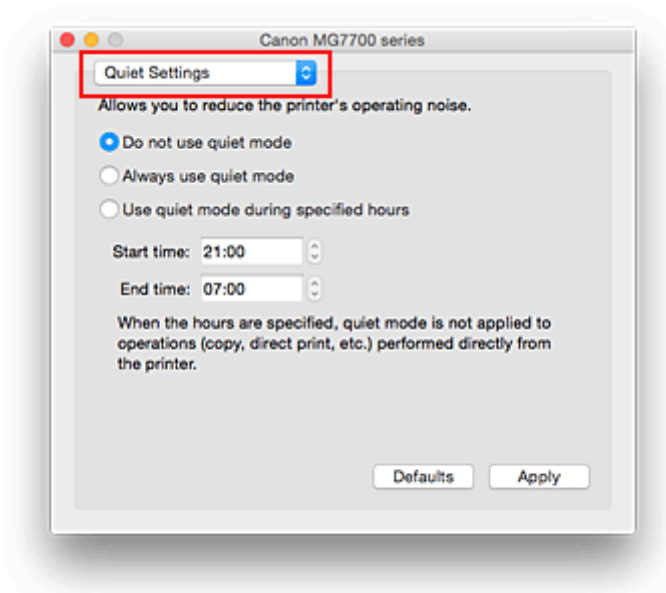 Canon MG7700 series
Quiet Settings
Allows you to reduce the printer's operating noise.
Do not use quiet mode
Always use quiet mode
Use quiet mode during specified hours
Start time: 21:00
End time: 07:00
When the hours are specified, quiet mode is not applied to
operations (copy, direct print, etc.) performed directly from
the printer.
Defaults Apply